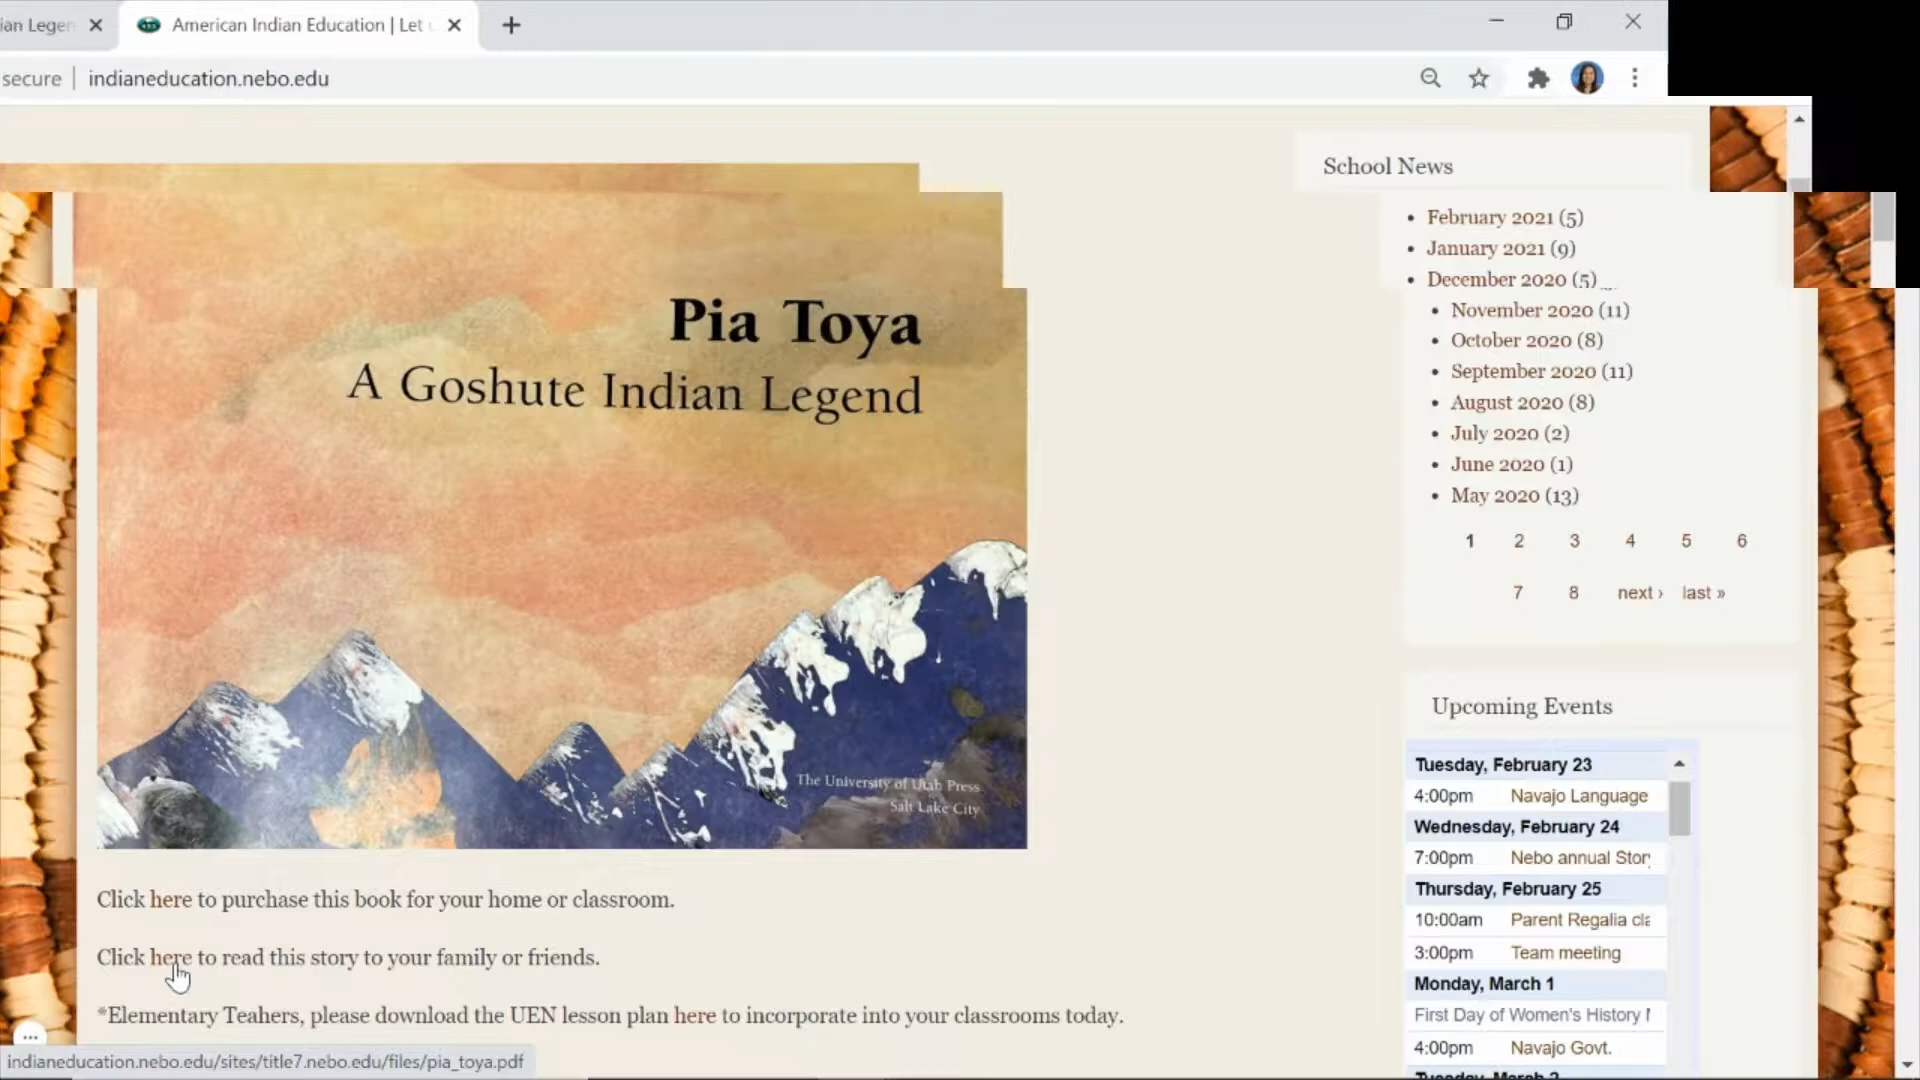 ian Legen
American Indian Education | Let
secure | indianeducation.nebo.edu
Pia Toya
A Goshute Indian Legend
The University of Utah Press
Salt Lake City
Click here to purchase this book for your home or classroom.
Click here to read this story to your family or friends.
*Elementary Teahers, please download the UEN lesson plan here to incorporate into your classrooms today.
School News
February 2021 (5)
January 2021 (9)
December 2020 (5)
November 2020 (11)
October 2020 (8)
September 2020 (11)
August 2020 (8)
July 2020 (2)
June 2020 (1)
May 2020 (13)
1 2 3 4 5 6
7 8 next › last »
Upcoming Events
Tuesday, February 23
4:00pm Navajo Language
Wednesday, February 24
7:00pm Nebo annual Story
Thursday, February 25
10:00am Parent Regalia cla
3:00pm Team meeting
Monday, March 1
First Day of Women's History
4:00pm Navajo Govt.
Tuesday, March 2
indianeducation.nebo.edu/sites/title7.nebo.edu/files/pia_toya.pdf